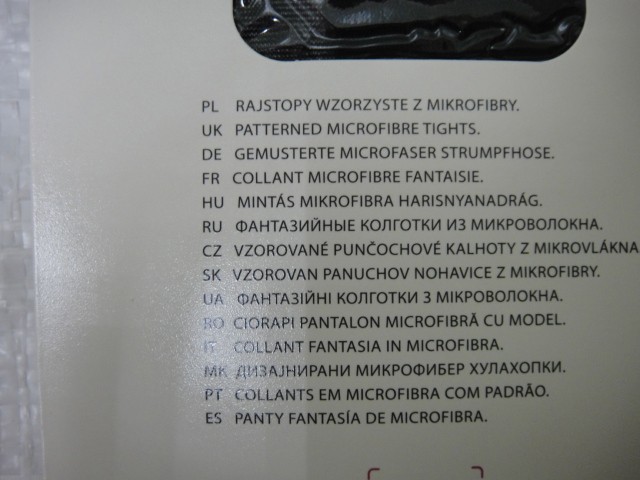 PL RAJSTOPY WZORZYSTE Z MIKROFIBRY.
UK PATTERNED MICROFIBRE TIGHTS.
DE GEMUSTERTE MICROFASER STRUMPFHOSE.
FR COLLANT MICROFIBRE FANTAISIE.
HU MINTÁS MIKROFIBRA HARISNYANADRÁG.
RU ФАНТАЗИЙНЫЕ КОЛГОТКИ ИЗ МИКРОВОЛОКНА.
CZ VZOROVANÉ PUNČOCHOVÉ KALHOTY Z MIKROVLÁKNA
SK VZOROVAN PANUCHOV NOHAVICE Z MIKROFIBRY.
UA ФАНТАЗІЙНІ КОЛГОТКИ З МІКРОВОЛОКНА.
RO CIORAPI PANTALON MICROFIBRĂ CU MODEL.
IT COLLANT FANTASIA IN MICROFIBRA.
MK ДИЗАЈНИРАНИ МИКРОФИБЕР ХУЛАХОПКИ.
PT COLLANTS EM MICROFIBRA COM PADRÃO.
ES PANTY FANTASÍA DE MICROFIBRA.